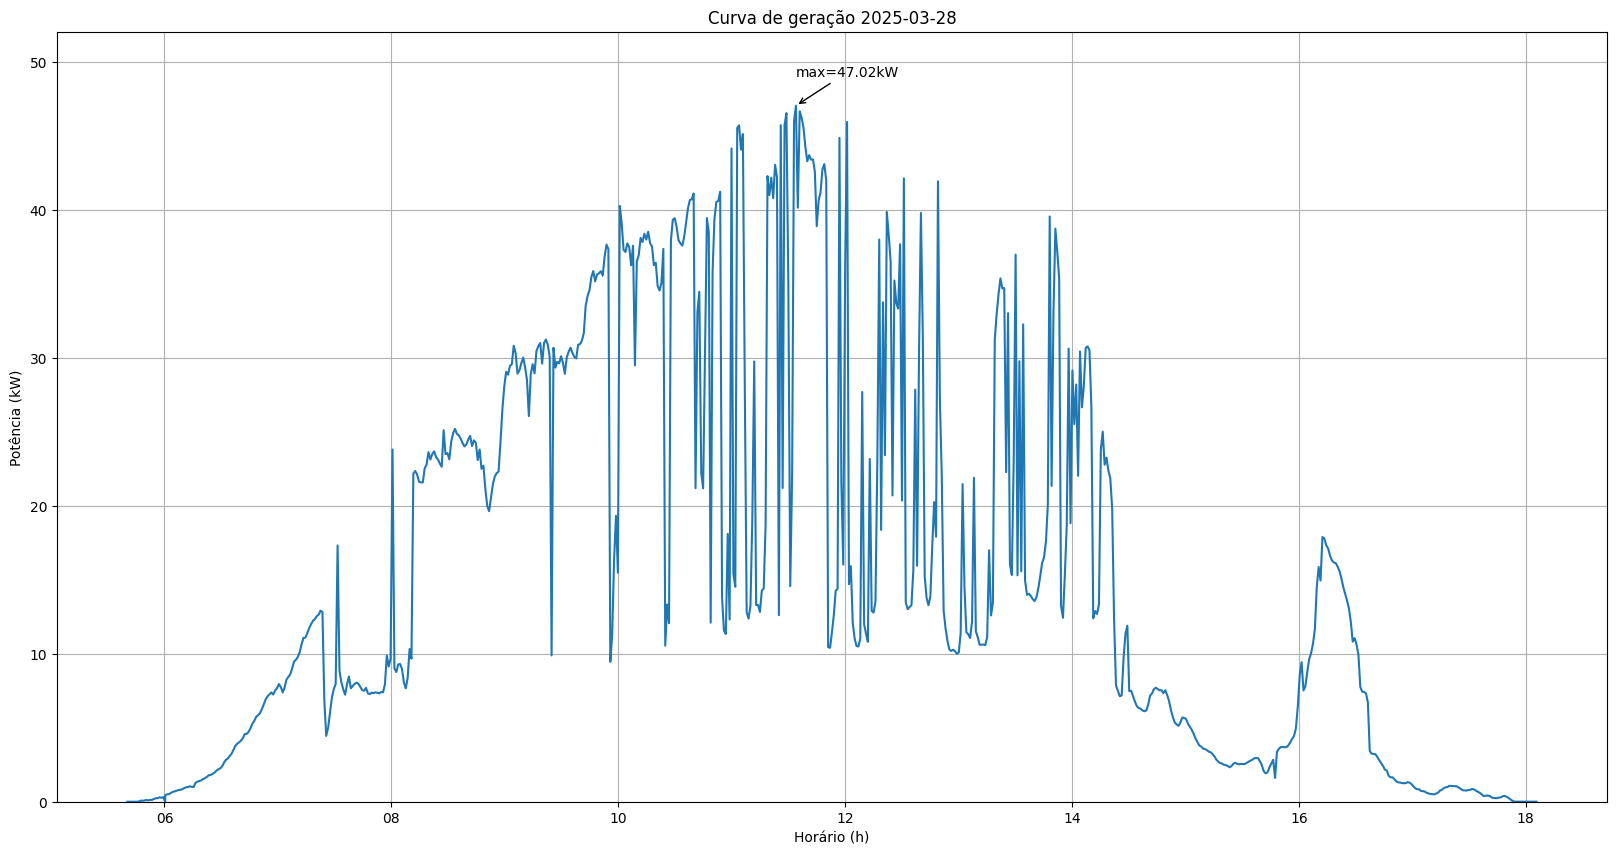 Curva de geração 2025-03-28
max=47.02kW
Potência (kW)
50
40
30
20
10
0
06 08 10 12 14 16 18
Horário (h)